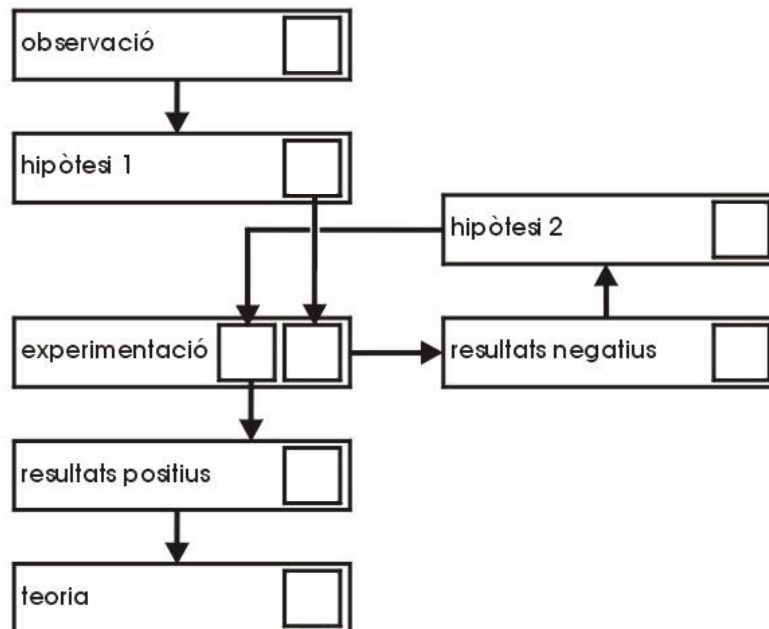 observació
hipòtesi 1
hipòtesi 2
experimentació
resultats negatius
resultats positius
teoria